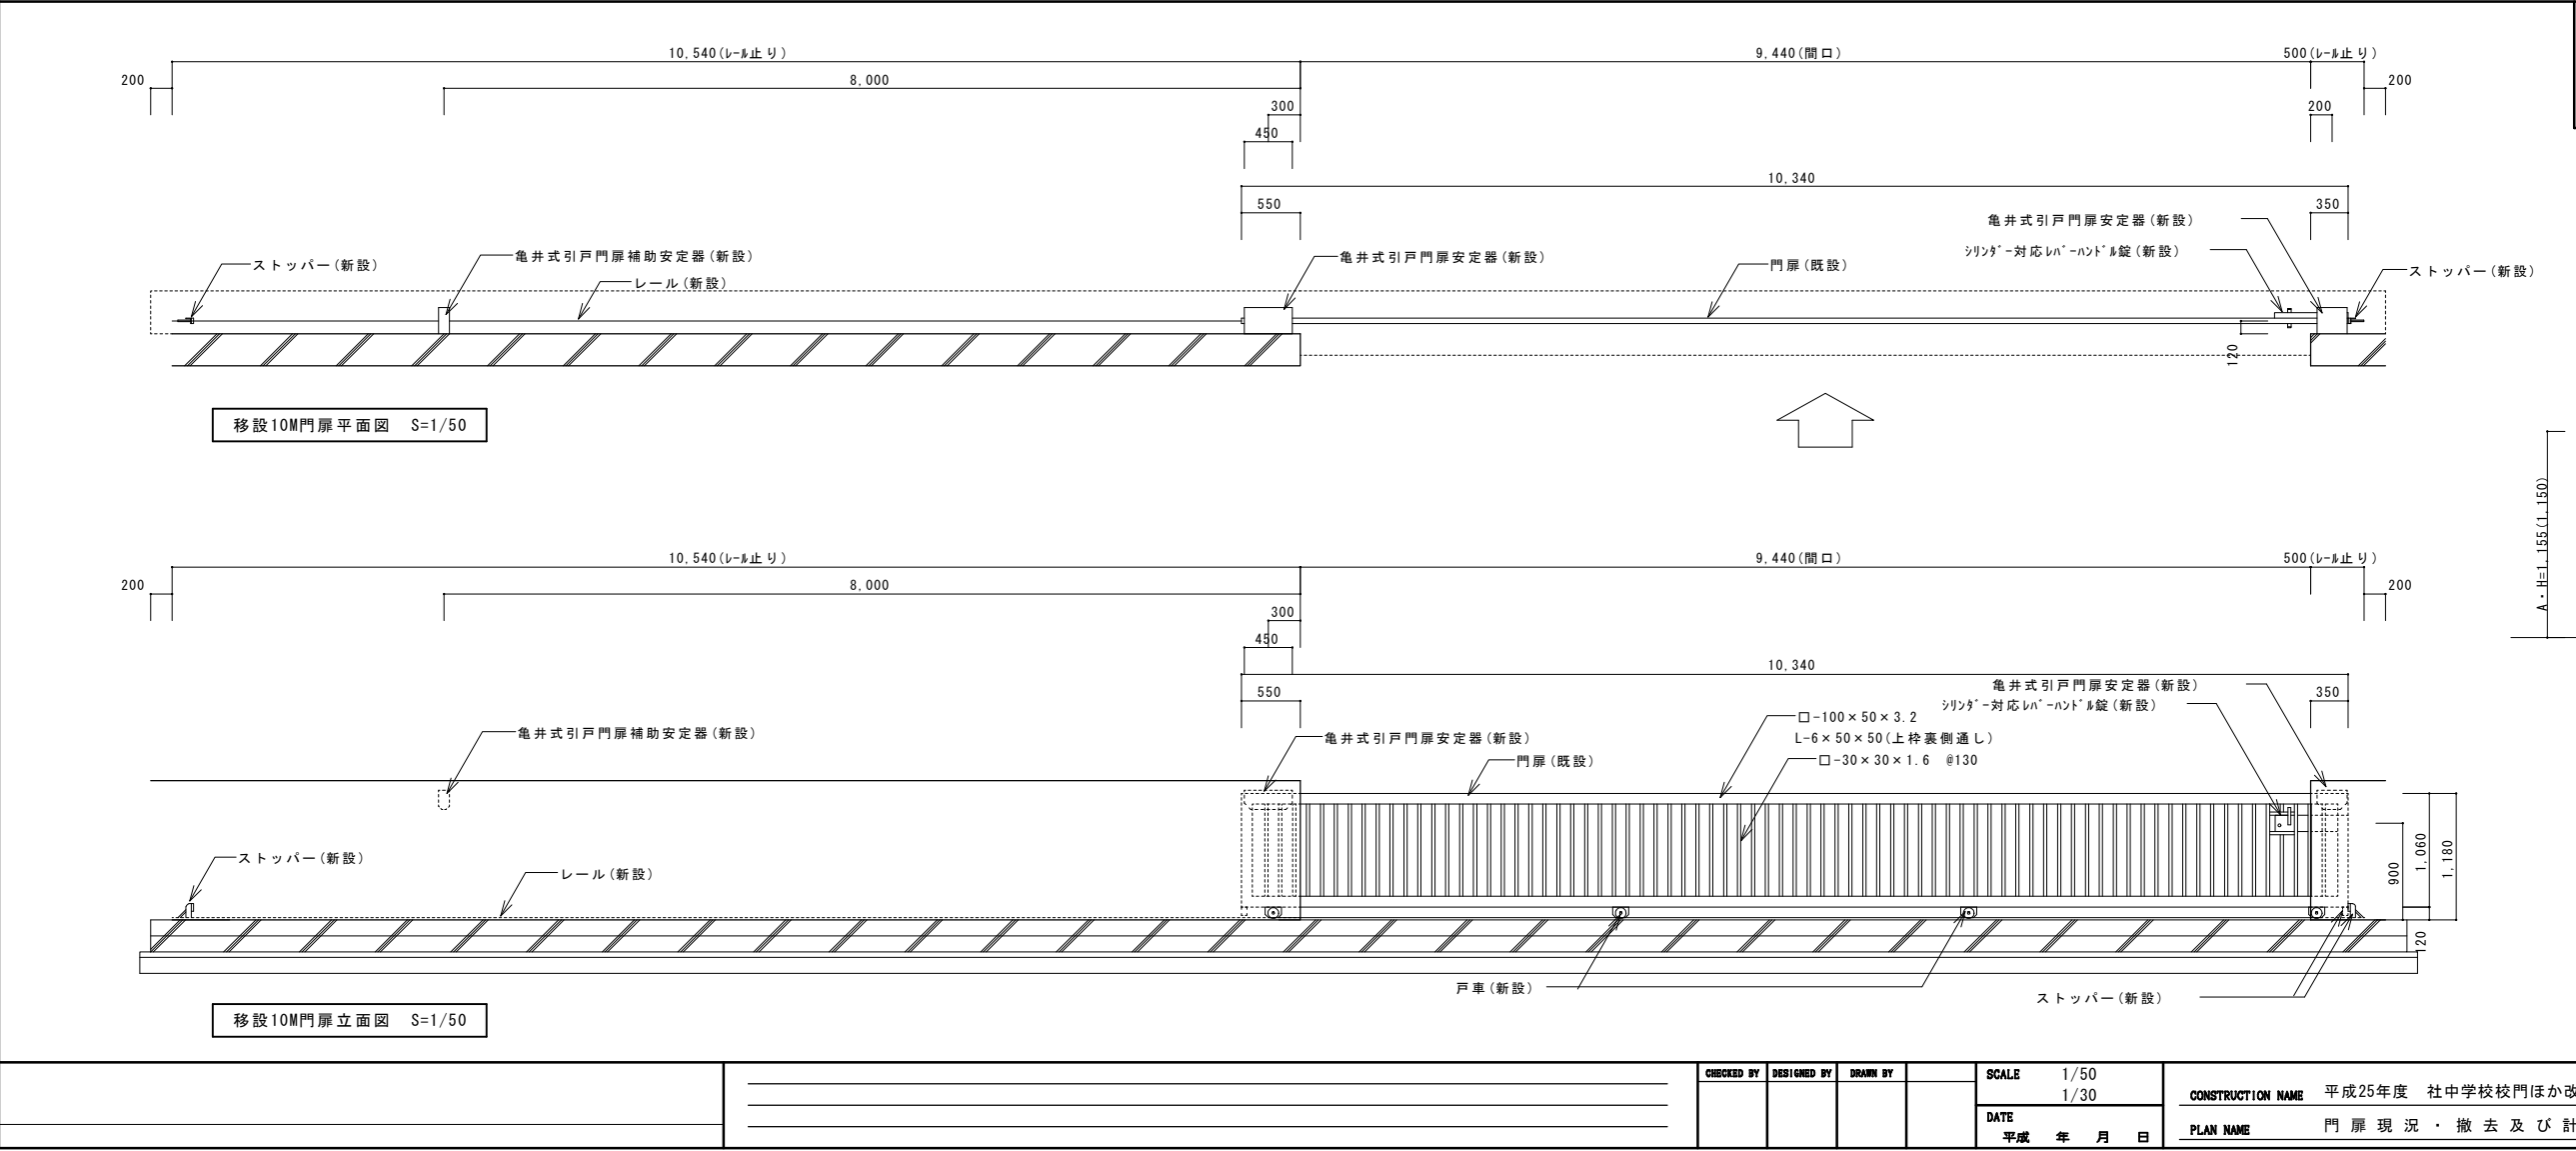 10,540(ﾚｰﾙ止り)
9,440(間口)
500(ﾚｰﾙ止り)
200
8,000
200
300
200
450
10,340
550
350
亀井式引戸門扉安定器(新設)
ｼﾘﾝﾀﾞｰ対応ﾚﾊﾞｰﾊﾝﾄﾞﾙ錠(新設)
亀井式引戸門扉補助安定器(新設)
亀井式引戸門扉安定器(新設)
ストッパー(新設)
門扉(既設)
ストッパー(新設)
レール(新設)
120
移設10M門扉平面図 S=1/50
A・H=1,155(1,150)
10,540(ﾚｰﾙ止り)
9,440(間口)
500(ﾚｰﾙ止り)
200
8,000
200
300
450
10,340
550
350
亀井式引戸門扉安定器(新設)
ｼﾘﾝﾀﾞｰ対応ﾚﾊﾞｰﾊﾝﾄﾞﾙ錠(新設)
□-100×50×3.2
L-6×50×50(上枠裏側通し)
□-30×30×1.6 @130
亀井式引戸門扉補助安定器(新設)
亀井式引戸門扉安定器(新設)
門扉(既設)
ストッパー(新設)
レール(新設)
900
1,060
1,180
120
戸車(新設)
ストッパー(新設)
移設10M門扉立面図 S=1/50
CHECKED BY
DESIGNED BY
DRAWN BY
SCALE 1/50
1/30
DATE
平成 年 月 日
CONSTRUCTION NAME 平成25年度 社中学校校門ほか改
PLAN NAME 門扉現況・撤去及び計